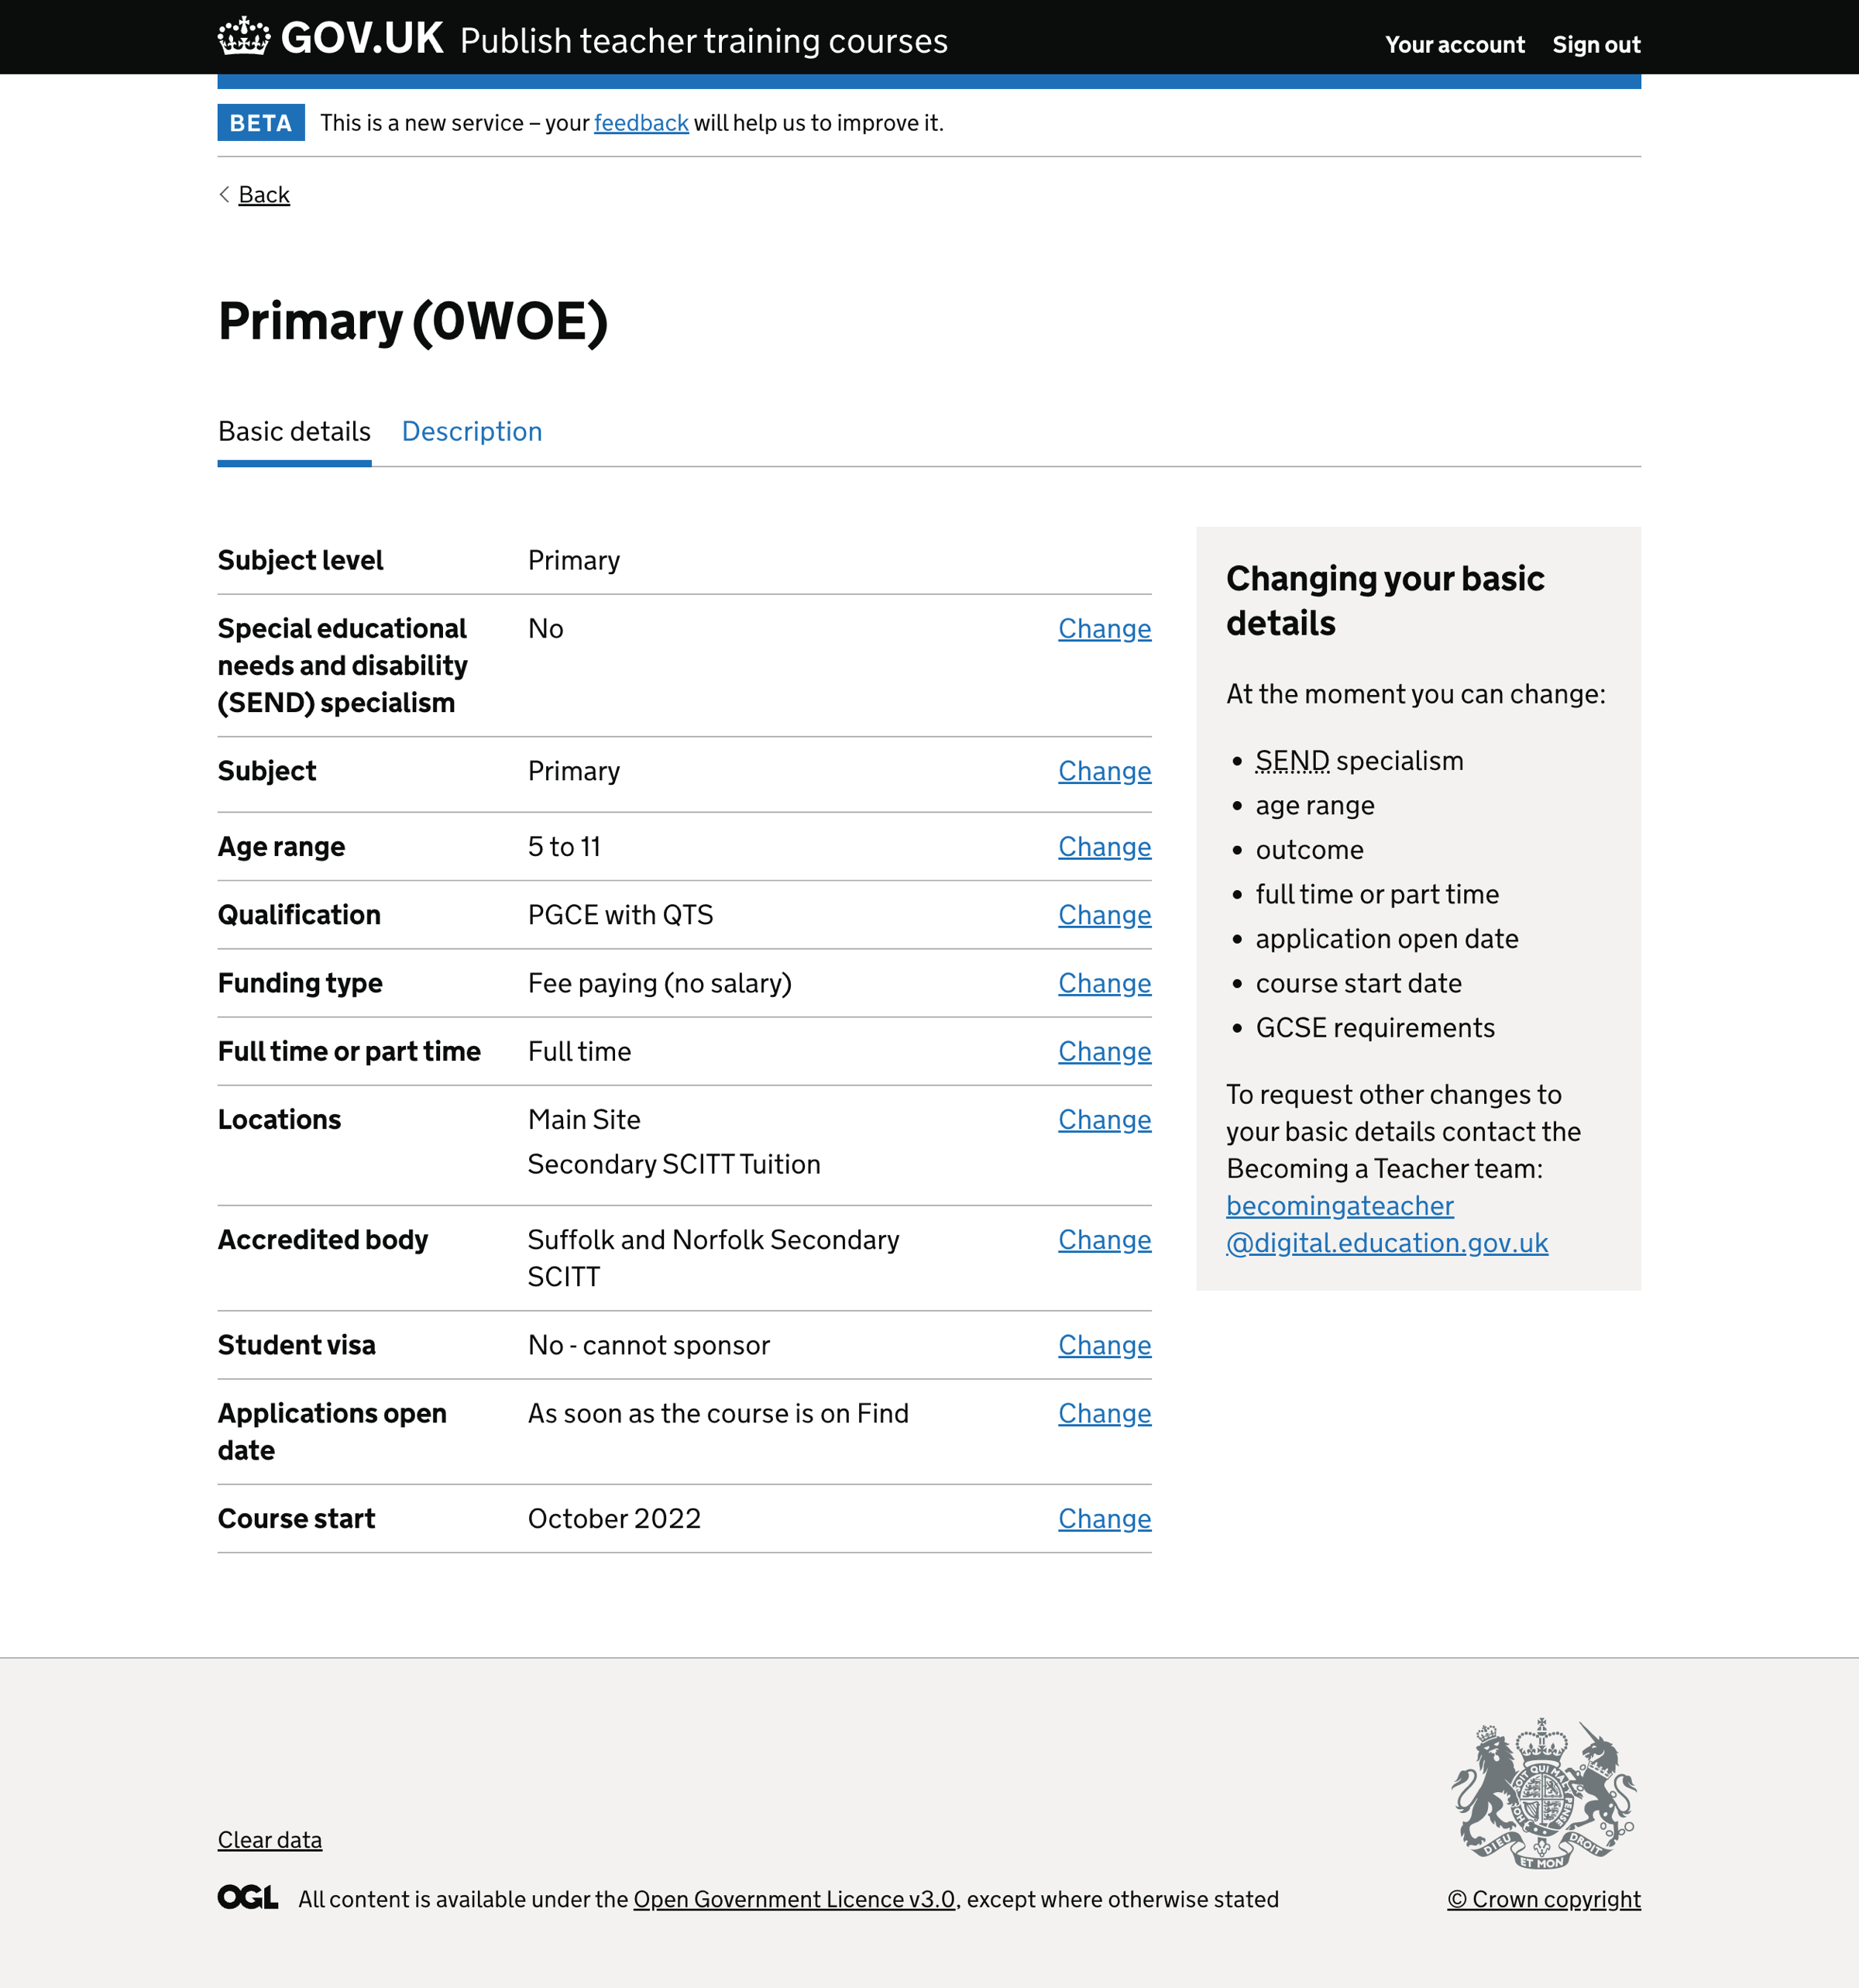 GOV.UK Publish teacher training courses
Your account Sign out
BETA This is a new service – your feedback will help us to improve it.
Back
Primary (0WOE)
Basic details Description
Subject level Primary
Special educational needs and disability (SEND) specialism No Change
Subject Primary Change
Age range 5 to 11 Change
Qualification PGCE with QTS Change
Funding type Fee paying (no salary) Change
Full time or part time Full time Change
Locations Main Site Change
Secondary SCITT Tuition
Accredited body Suffolk and Norfolk Secondary SCITT Change
Student visa No - cannot sponsor Change
Applications open date As soon as the course is on Find Change
Course start October 2022 Change
Changing your basic
details
At the moment you can change:
• SEND specialism
• age range
• outcome
• full time or part time
• application open date
• course start date
• GCSE requirements
To request other changes to
your basic details contact the
Becoming a Teacher team:
becomingateacher
@digital.education.gov.uk
Clear data
OGL All content is available under the Open Government Licence v3.0, except where otherwise stated
DIEU ET MON DROIT
© Crown copyright